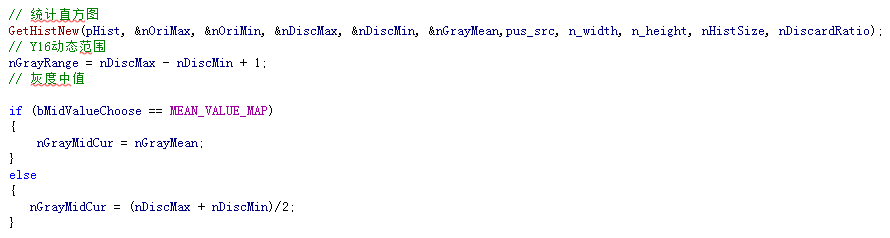 // 统计直方图
GetHistNew(pHist, &nOriMax, &nOriMin, &nDiscMax, &nDiscMin, &nGrayMean,pus_src, n_width, n_height, nHistSize, nDiscardRatio);
// Y16动态范围
nGrayRange = nDiscMax - nDiscMin + 1;
// 灰度中值
if (bMidValueChoose == MEAN_VALUE_MAP)
{
nGrayMidCur = nGrayMean;
}
else
{
nGrayMidCur = (nDiscMax + nDiscMin)/2;
}